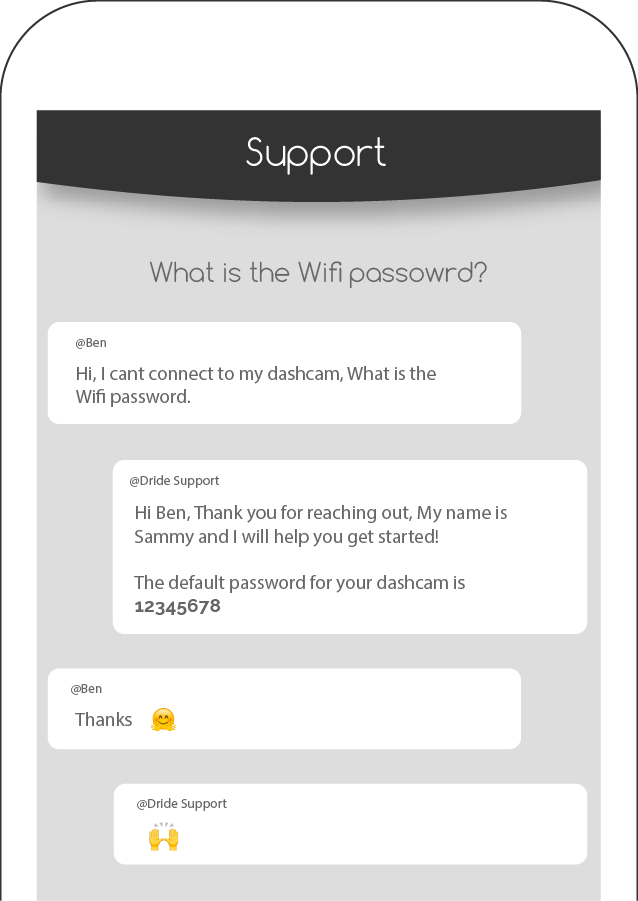 Support
What is the Wifi passowrd?
@Ben
Hi, I cant connect to my dashcam, What is the
Wifi password.
@Dride Support
Hi Ben, Thank you for reaching out, My name is
Sammy and I will help you get started!
The default password for your dashcam is
12345678
@Ben
Thanks 🤗
@Dride Support
🙌